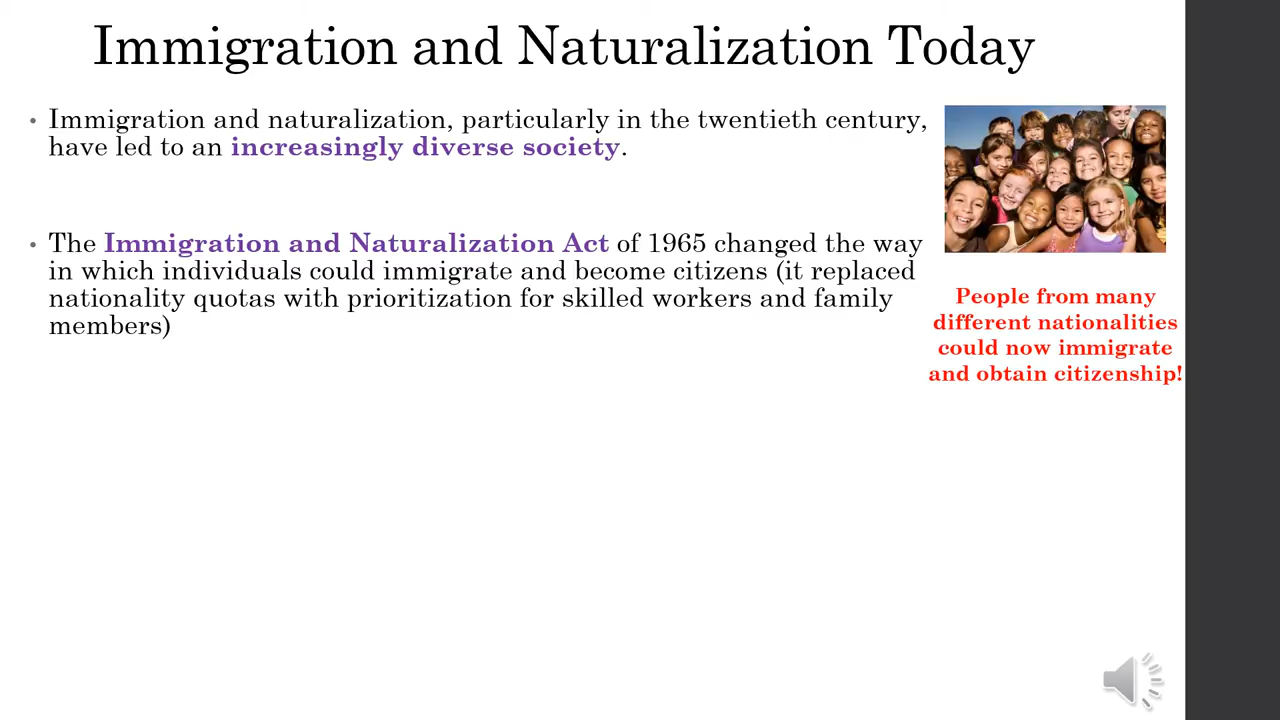 Immigration and Naturalization Today
• Immigration and naturalization, particularly in the twentieth century,
have led to an increasingly diverse society.
• The Immigration and Naturalization Act of 1965 changed the way
in which individuals could immigrate and become citizens (it replaced
nationality quotas with prioritization for skilled workers and family
members)
People from many
different nationalities
could now immigrate
and obtain citizenship!